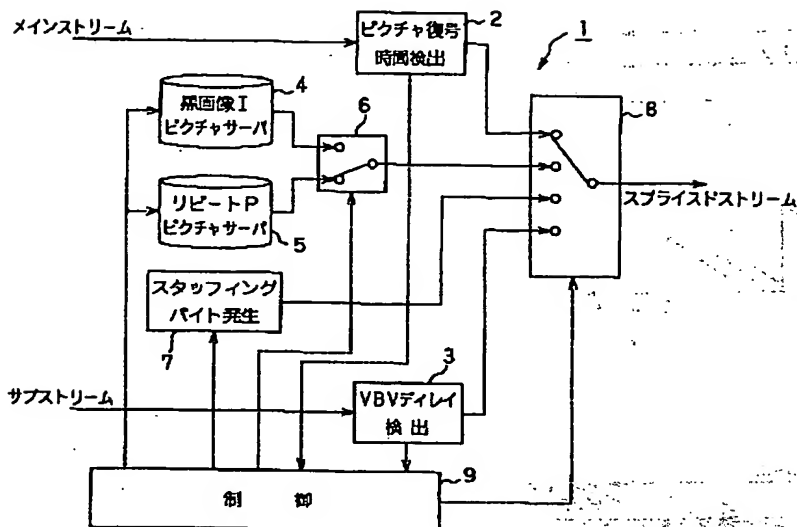 メインストリーム
ピクチャ復号
時間検出
2
1
黒画像I
ピクチャサーバ
4
6
8
リピートP
ピクチャサーバ
5
スプライスドストリーム
スタッフィング
バイト発生
7
サブストリーム
VBVディレイ
検出
3
制御
9